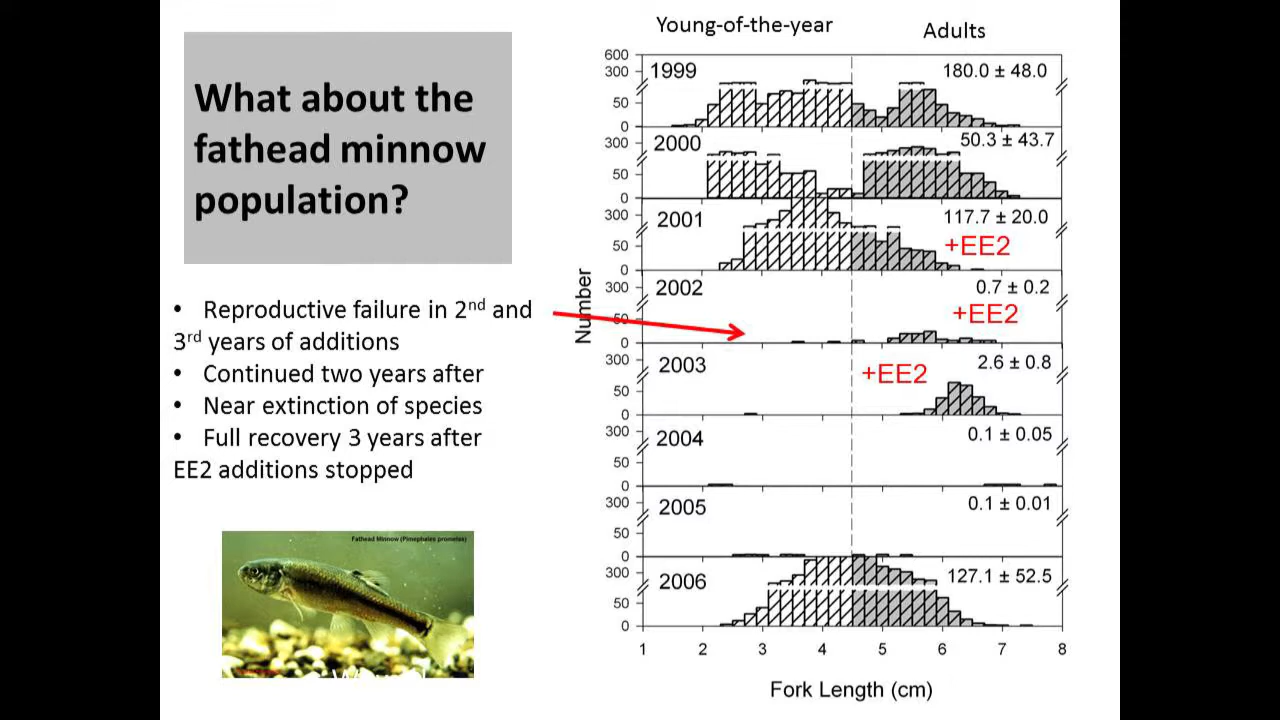 What about the
fathead minnow
population?
• Reproductive failure in 2nd and
3rd years of additions
• Continued two years after
• Near extinction of species
• Full recovery 3 years after
EE2 additions stopped
Fathead Minnow (Pimephales promelas)
Young-of-the-year
Adults
Number
600
300
1999
180.0 ± 48.0
50
0
300
2000
50.3 ± 43.7
50
0
300
2001
117.7 ± 20.0
+EE2
50
0
300
2002
0.7 ± 0.2
+EE2
50
0
300
2003
2.6 ± 0.8
+EE2
50
0
300
2004
0.1 ± 0.05
50
0
300
2005
0.1 ± 0.01
50
0
300
2006
127.1 ± 52.5
50
0
1 2 3 4 5 6 7 8
Fork Length (cm)